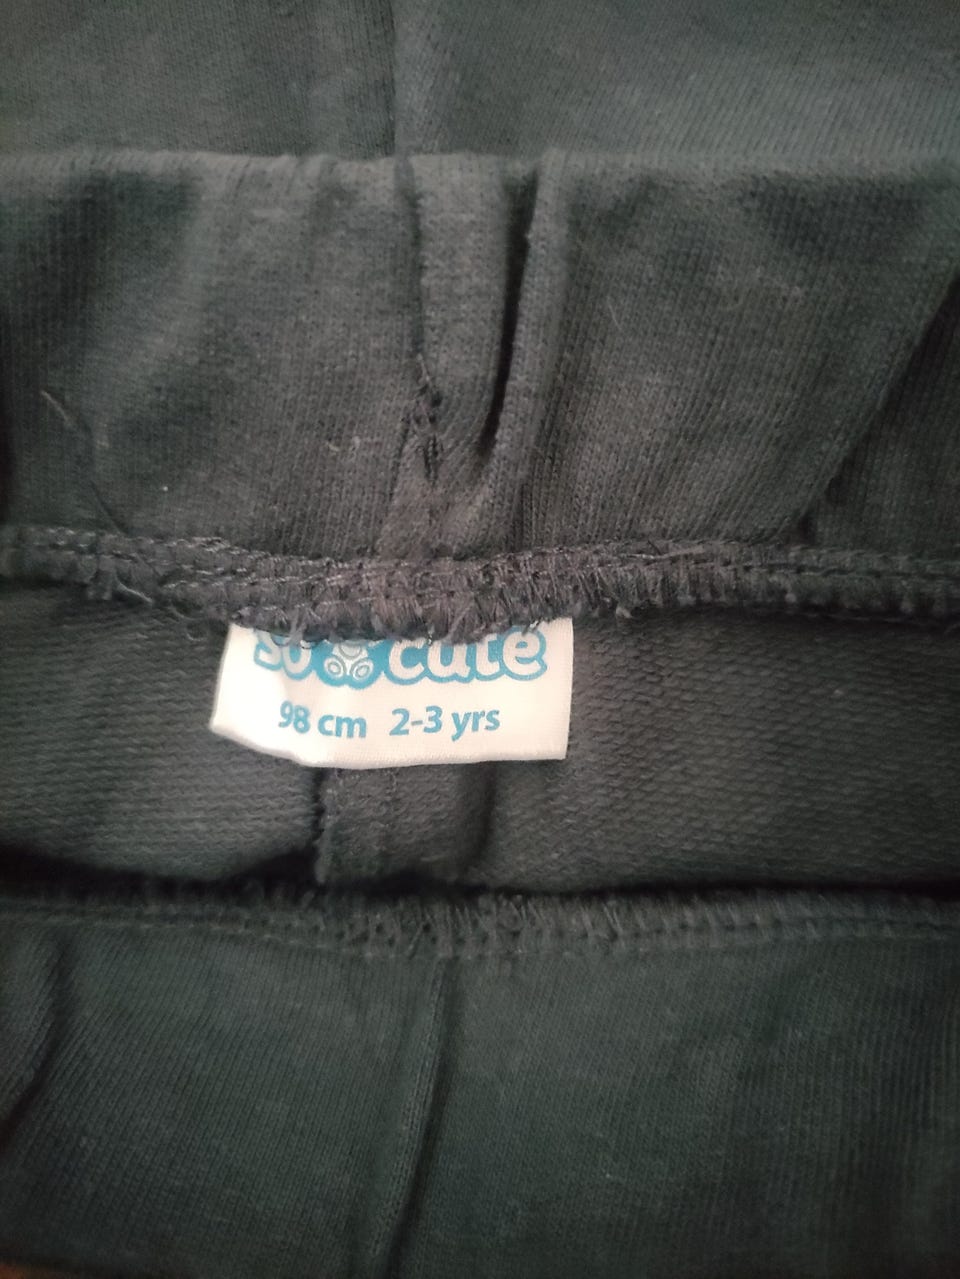 so cute
98 cm 2-3 yrs